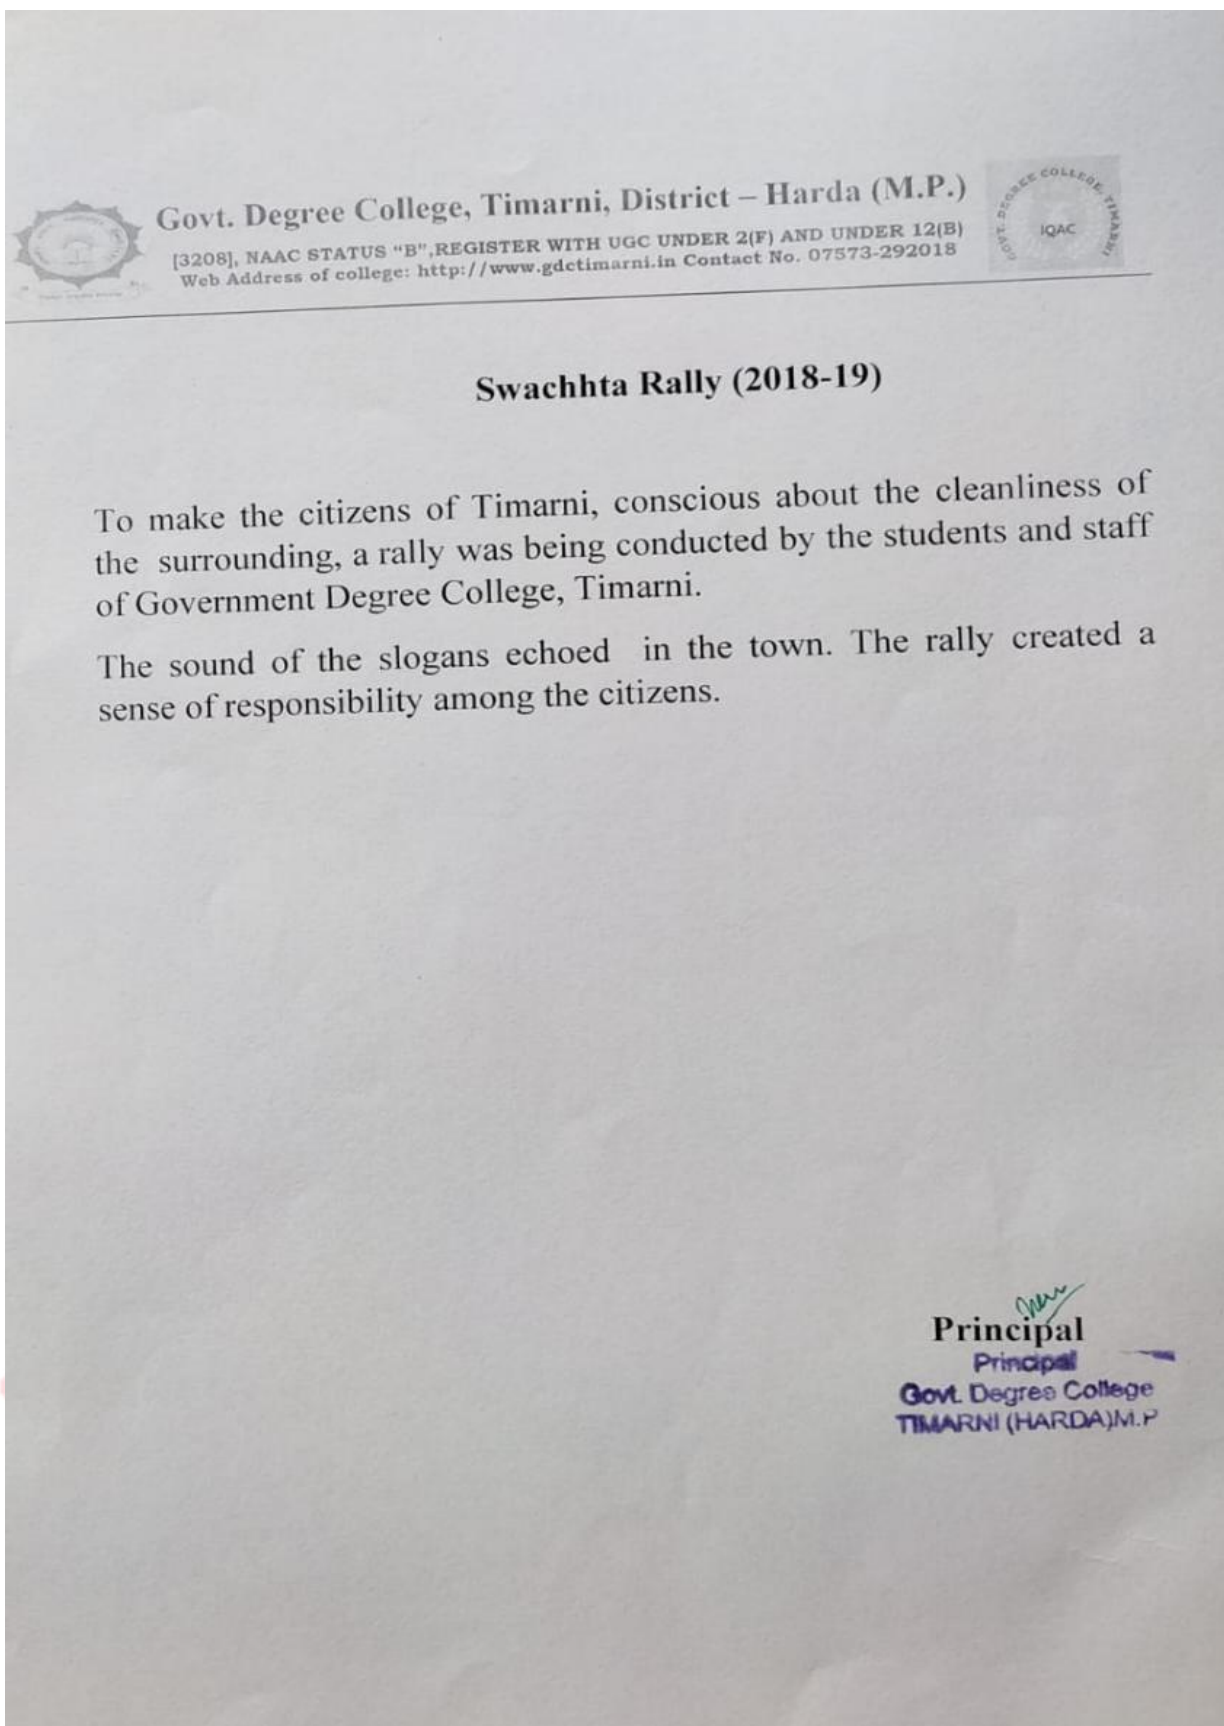 Govt. Degree College, Timarni, District – Harda (M.P.)
[3208], NAAC STATUS “B”,REGISTER WITH UGC UNDER 2(F) AND UNDER 12(B)
Web Address of college: http://www.gdctimarni.in Contact No. 07573-292018
GOVT. DEGREE COLLEGE, TIMARNI
IQAC
Swachhta Rally (2018-19)
To make the citizens of Timarni, conscious about the cleanliness of
the surrounding, a rally was being conducted by the students and staff
of Government Degree College, Timarni.
The sound of the slogans echoed in the town. The rally created a
sense of responsibility among the citizens.
Principal
Principal
Govt. Degree College
TIMARNI (HARDA)M.P